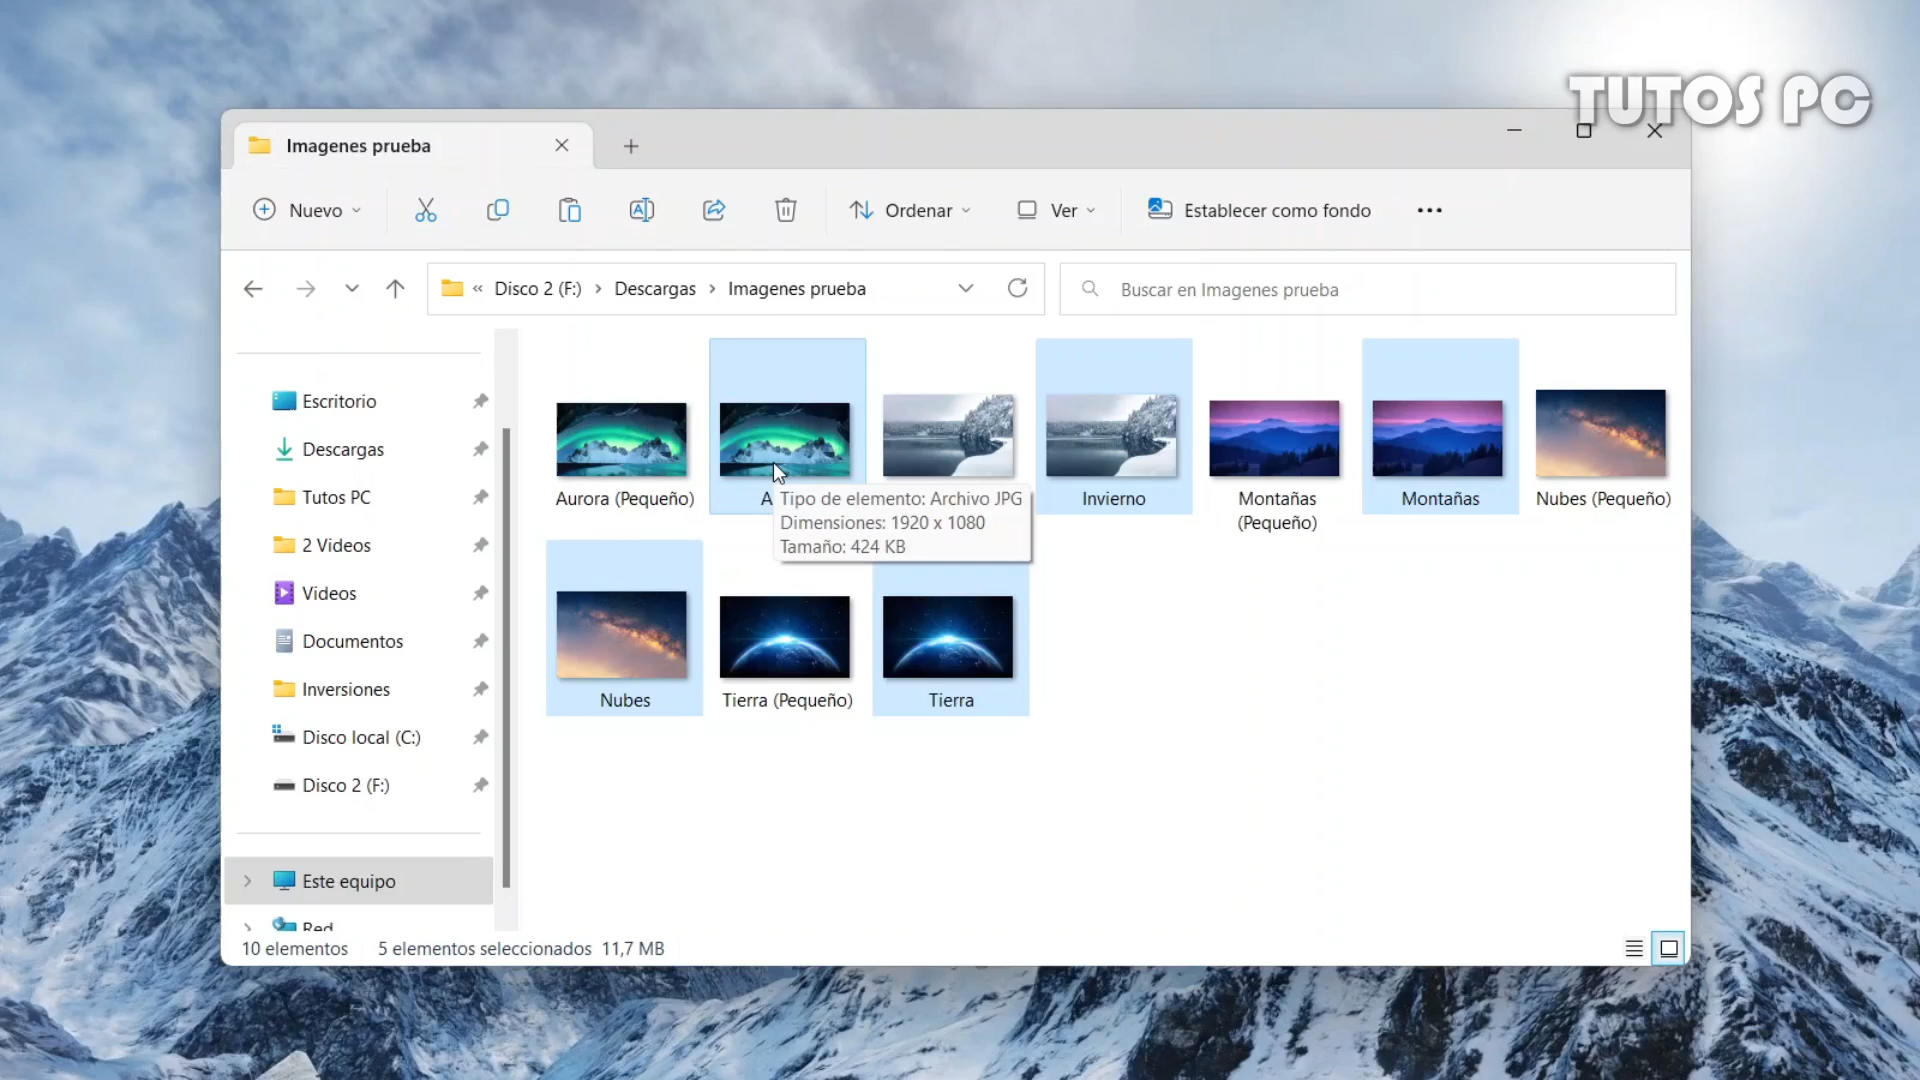 TUTOS PC
Imagenes prueba
Nuevo
Ordenar
Ver
Establecer como fondo
« Disco 2 (F:) > Descargas > Imagenes prueba
Buscar en Imagenes prueba
Escritorio
Descargas
Tutos PC
2 Videos
Videos
Documentos
Inversiones
Disco local (C:)
Disco 2 (F:)
Este equipo
Red
Aurora (Pequeño)
A
Invierno
Montañas
(Pequeño)
Montañas
Nubes (Pequeño)
Tipo de elemento: Archivo JPG
Dimensiones: 1920 x 1080
Tamaño: 424 KB
Nubes
Tierra (Pequeño)
Tierra
10 elementos
5 elementos seleccionados 11,7 MB